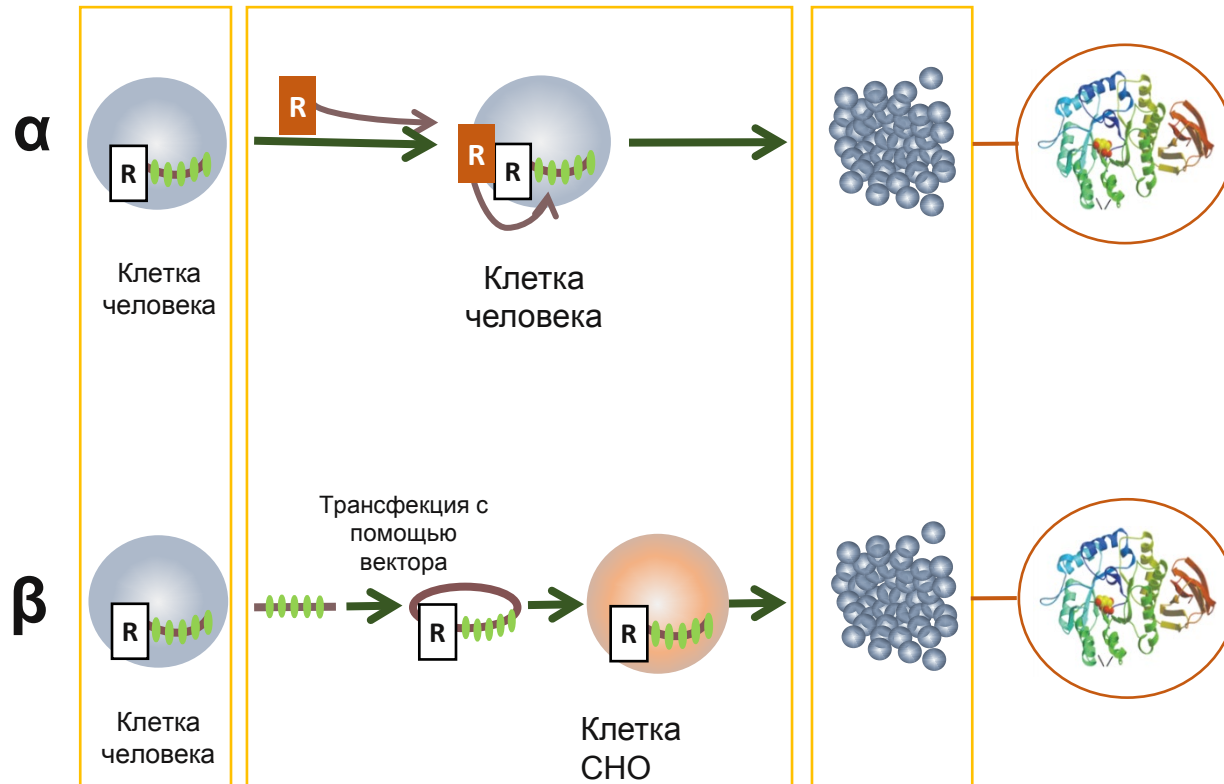 α
R
R
R
R
Клетка
человека
Клетка
человека
Трансфекция с
помощью
вектора
β
R
R
R
Клетка
человека
Клетка
CHO